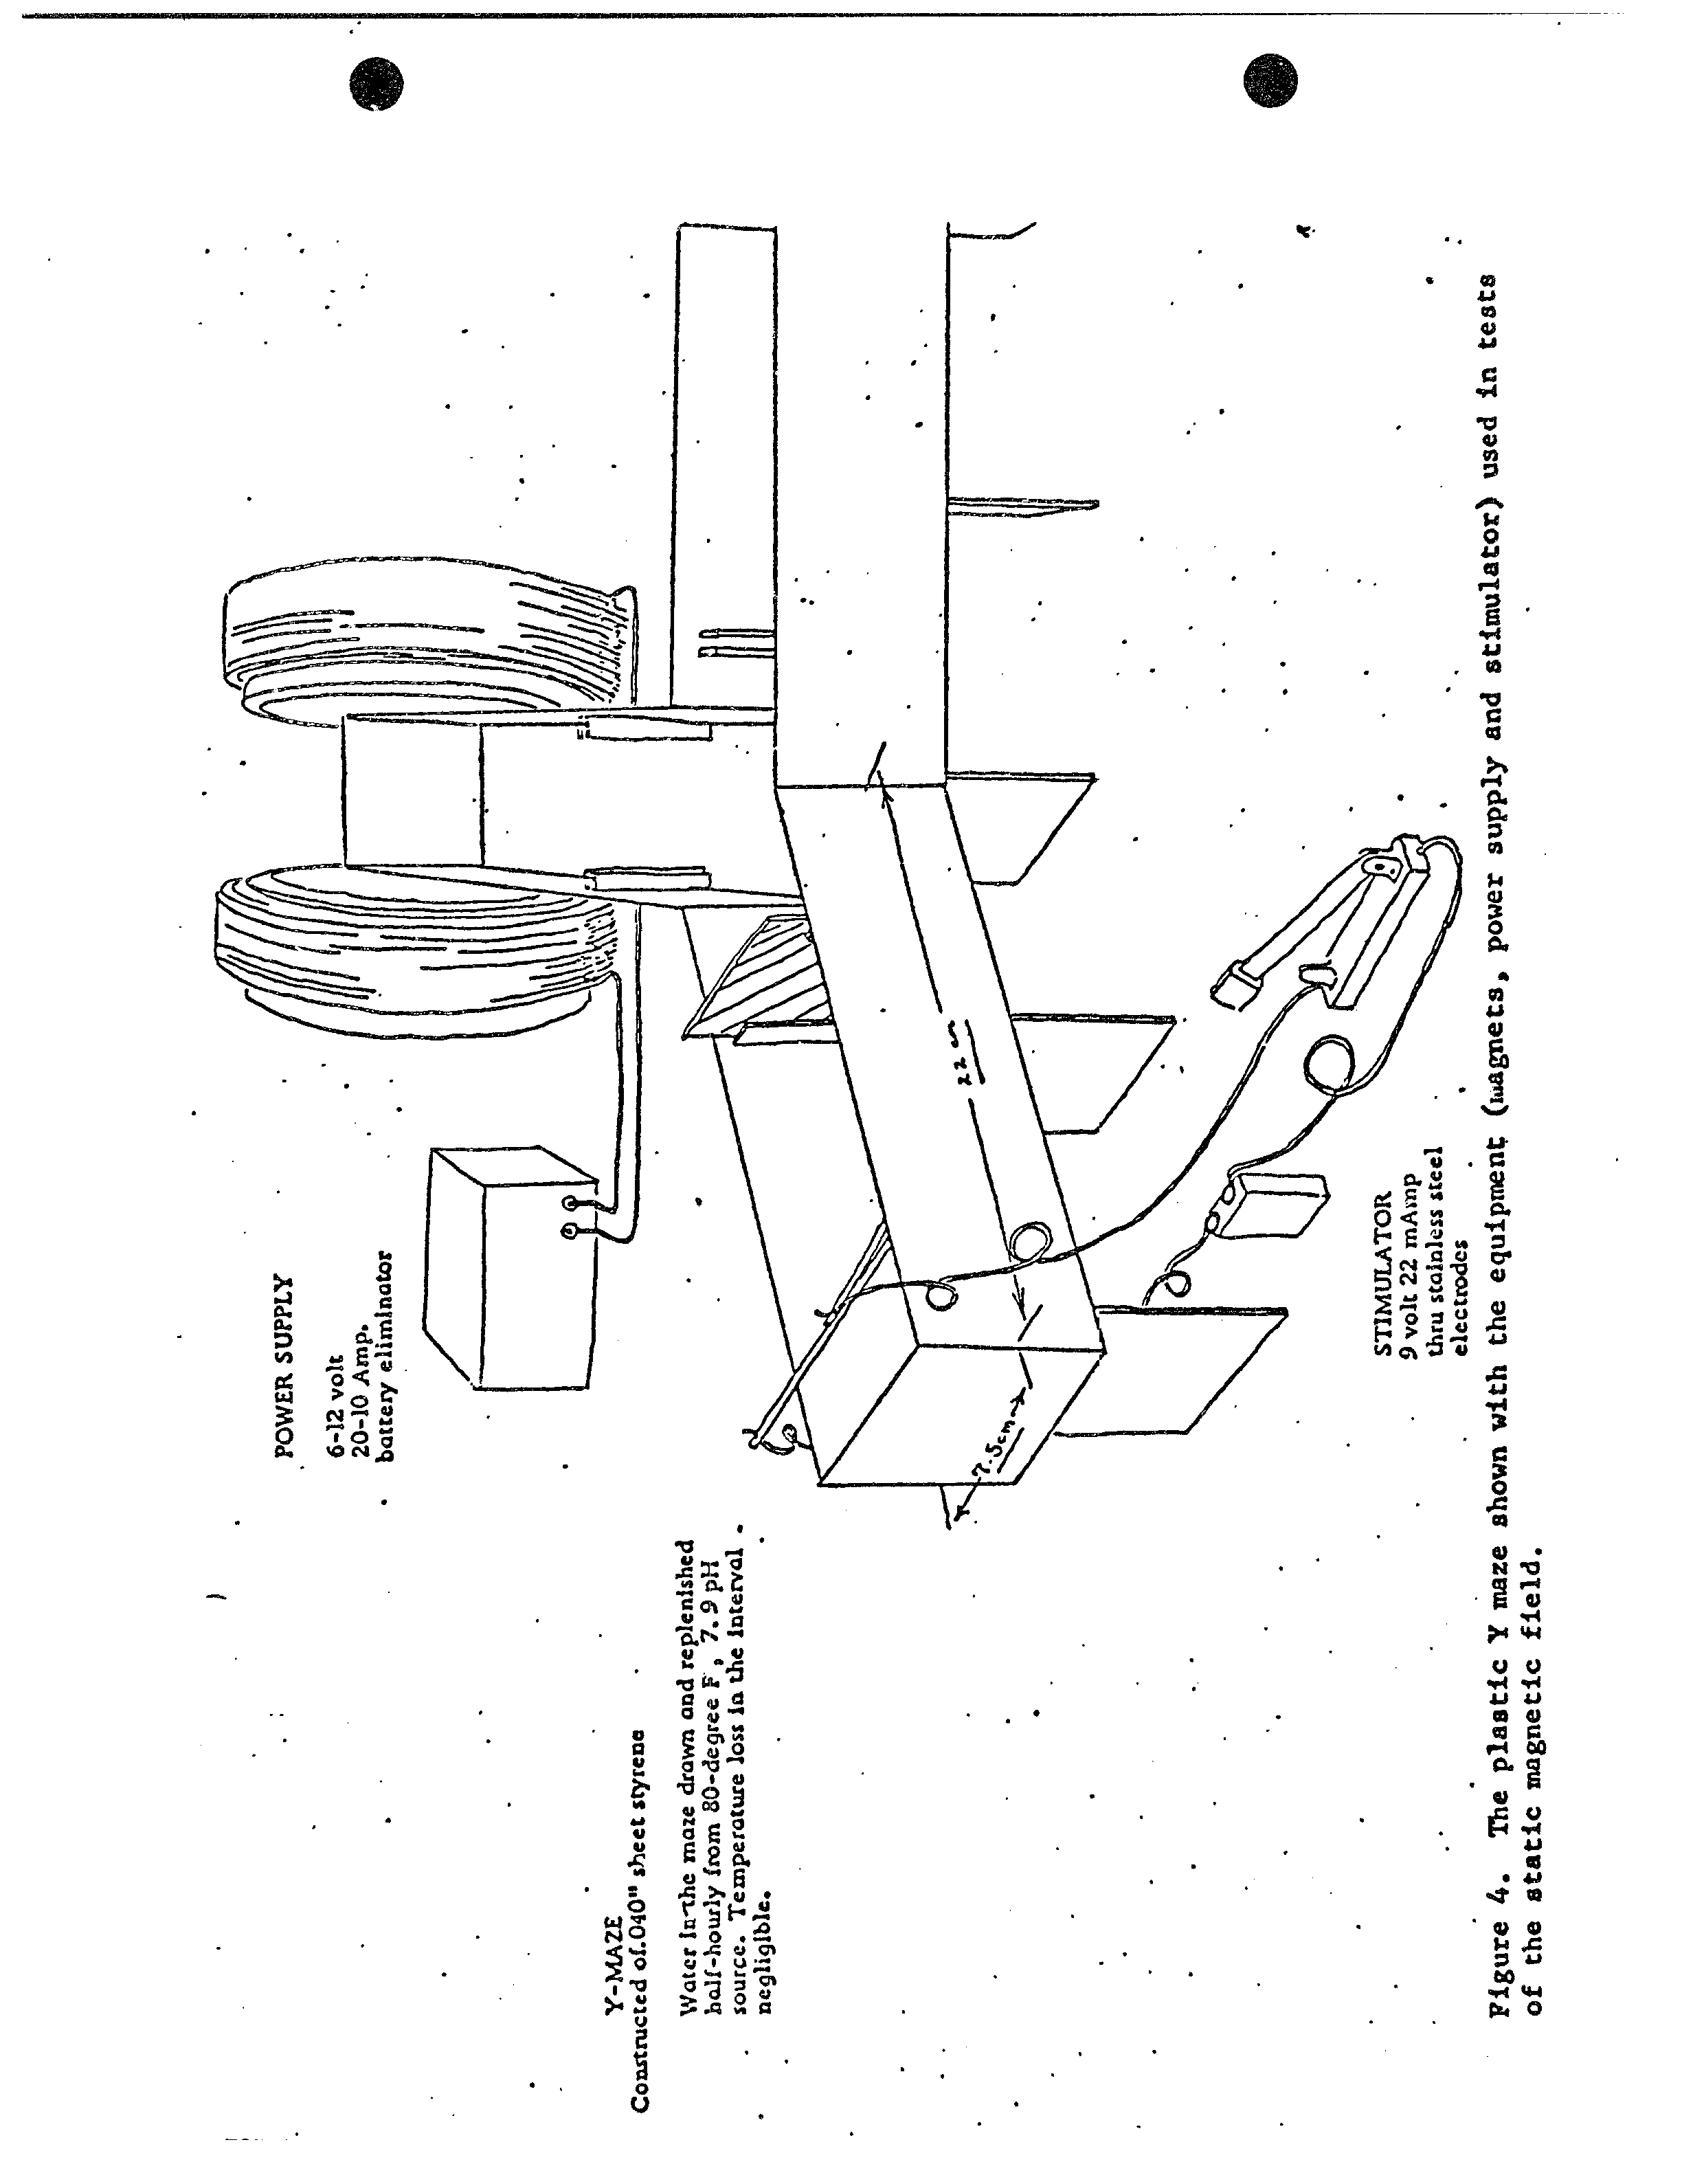 POWER SUPPLY
6-12 volt
20-10 Amp.
battery eliminator
Y-MAZE
Constructed of .040" sheet styrene
Water in the maze drawn and replenished
half-hourly from 80-degree F, 7.9 pH
source. Temperature loss in the interval
negligible.
22 cm
7.5cm
STIMULATOR
9 volt 22 mAmp
thru stainless steel
electrodes
Figure 4. The plastic Y maze shown with the equipment (magnets, power supply and stimulator) used in tests
of the static magnetic field.